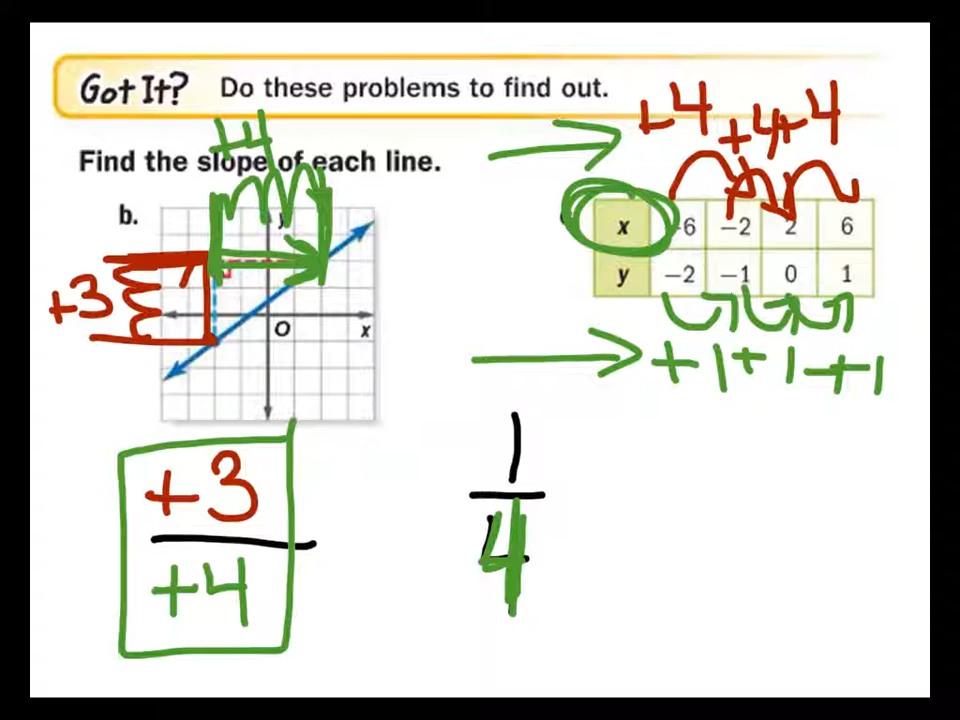 Got It? Do these problems to find out.
+4 +4 +4
+4
Find the slope of each line.
b.
y
x -6 −2 2 6
y −2 −1 0 1
+3
O
x
+1 +1 +1
+3
+4
1
4